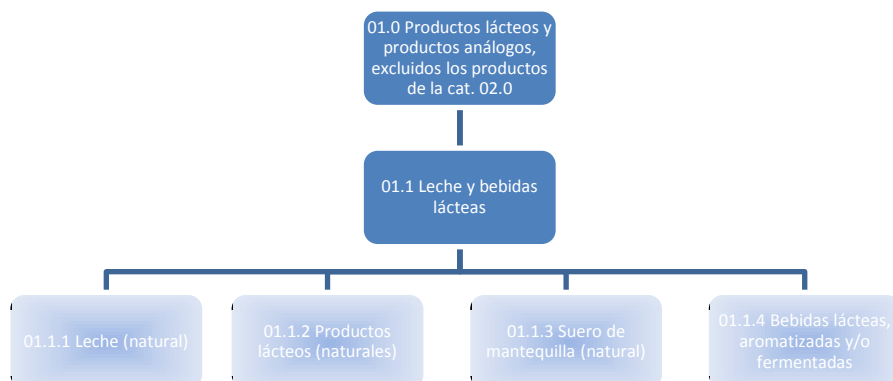 01.0 Productos lácteos y
productos análogos,
excluidos los productos
de la cat. 02.0
01.1 Leche y bebidas
lácteas
01.1.1 Leche (natural)
01.1.2 Productos
lácteos (naturales)
01.1.3 Suero de
mantequilla (natural)
01.1.4 Bebidas lácteas,
aromatizadas y/o
fermentadas